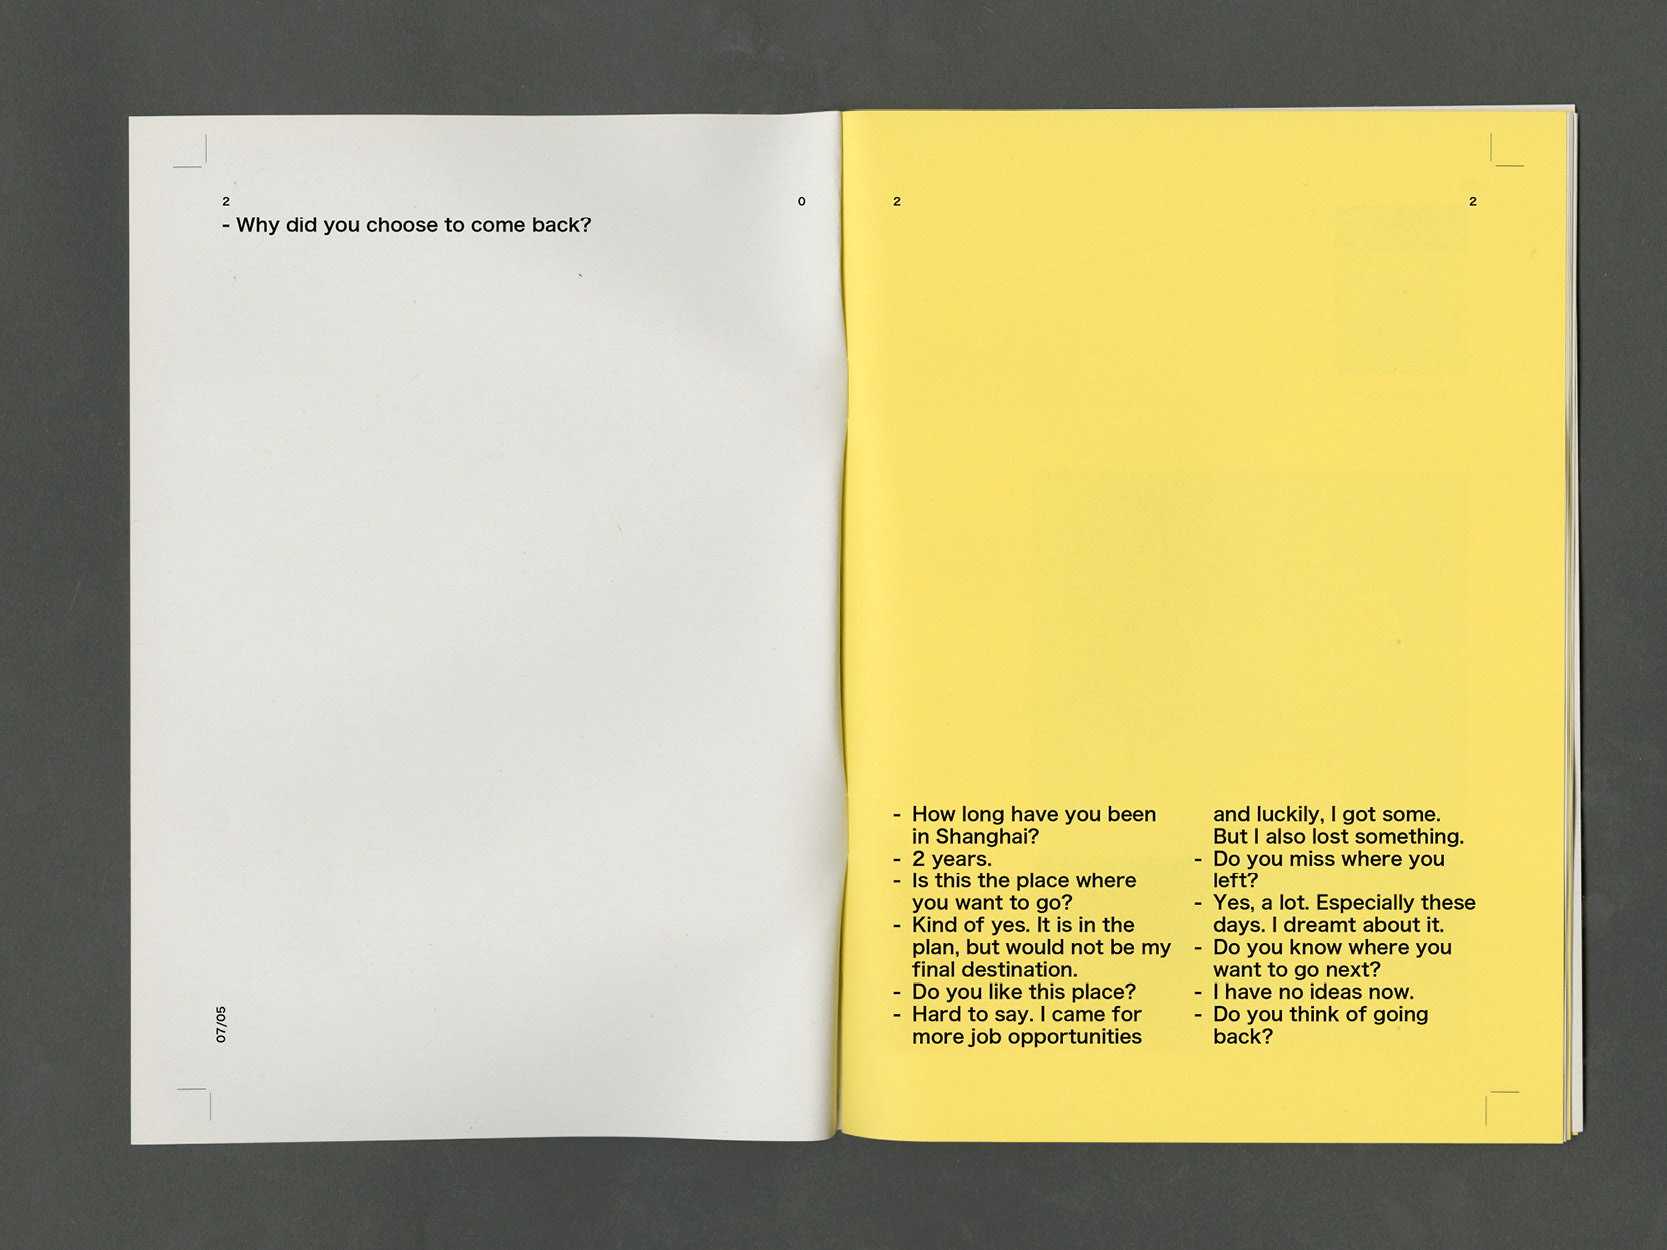 2 0
- Why did you choose to come back?
07/05
2 2
- How long have you been
in Shanghai?
- 2 years.
- Is this the place where
you want to go?
- Kind of yes. It is in the
plan, but would not be my
final destination.
- Do you like this place?
- Hard to say. I came for
more job opportunities
and luckily, I got some.
But I also lost something.
- Do you miss where you
left?
- Yes, a lot. Especially these
days. I dreamt about it.
- Do you know where you
want to go next?
- I have no ideas now.
- Do you think of going
back?